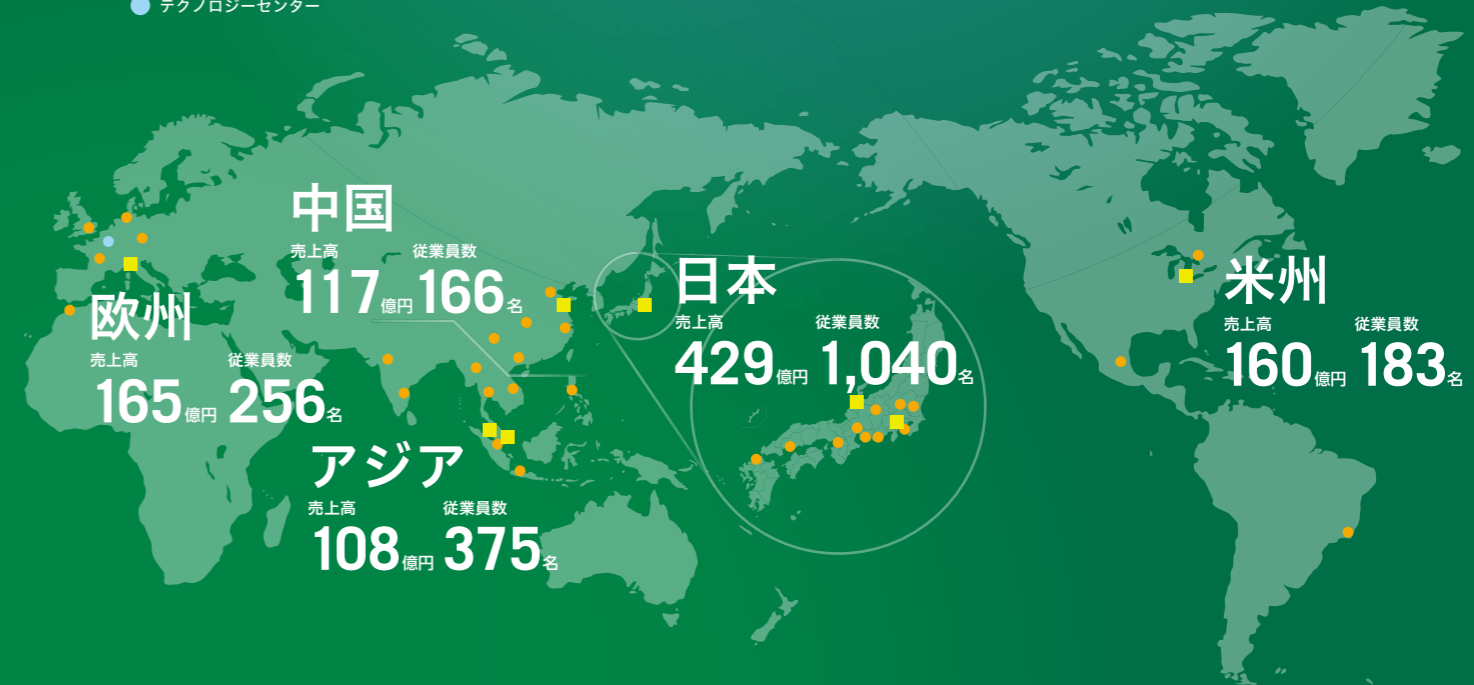 テクノロジーセンター
中国
売上高 従業員数
117億円 166名
日本
売上高 従業員数
429億円 1,040名
米州
売上高 従業員数
160億円 183名
欧州
売上高 従業員数
165億円 256名
アジア
売上高 従業員数
108億円 375名